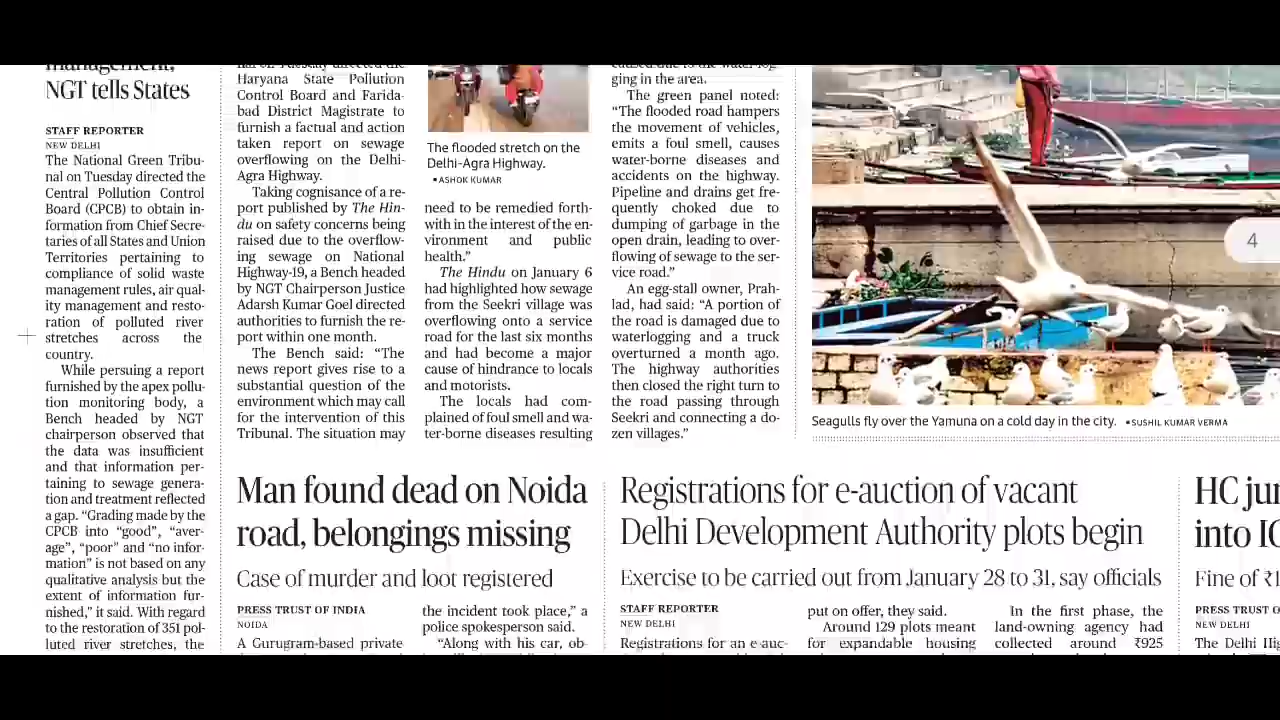 management,
NGT tells States
STAFF REPORTER
NEW DELHI
The National Green Tribu-
nal on Tuesday directed the
Central Pollution Control
Board (CPCB) to obtain in-
formation from Chief Secre-
taries of all States and Union
Territories pertaining to
compliance of solid waste
management rules, air qual-
ity management and resto-
ration of polluted river
stretches across the
country.
While persuing a report
furnished by the apex pollu-
tion monitoring body, a
Bench headed by NGT
chairperson observed that
the data was insufficient
and that information per-
taining to sewage genera-
tion and treatment reflected
a gap. “Grading made by the
CPCB into “good”, “aver-
age”, “poor” and “no infor-
mation” is not based on any
qualitative analysis but the
extent of information fur-
nished,” it said. With regard
to the restoration of 351 pol-
luted river stretches, the
Tuesday directed the
Haryana State Pollution
Control Board and Farida-
bad District Magistrate to
furnish a factual and action
taken report on sewage
overflowing on the Delhi-
Agra Highway.
Taking cognisance of a re-
port published by The Hin-
du on safety concerns being
raised due to the overflow-
ing sewage on National
Highway-19, a Bench headed
by NGT Chairperson Justice
Adarsh Kumar Goel directed
authorities to furnish the re-
port within one month.
The Bench said: “The
news report gives rise to a
substantial question of the
environment which may call
for the intervention of this
Tribunal. The situation may
The flooded stretch on the
Delhi-Agra Highway.
▪ ASHOK KUMAR
need to be remedied forth-
with in the interest of the en-
vironment and public
health.”
The Hindu on January 6
had highlighted how sewage
from the Seekri village was
overflowing onto a service
road for the last six months
and had become a major
cause of hindrance to locals
and motorists.
The locals had com-
plained of foul smell and wa-
ter-borne diseases resulting
caused due to the water-log-
ging in the area.
The green panel noted:
“The flooded road hampers
the movement of vehicles,
emits a foul smell, causes
water-borne diseases and
accidents on the highway.
Pipeline and drains get fre-
quently choked due to
dumping of garbage in the
open drain, leading to over-
flowing of sewage to the ser-
vice road.”
An egg-stall owner, Prah-
lad, had said: “A portion of
the road is damaged due to
waterlogging and a truck
overturned a month ago.
The highway authorities
then closed the right turn to
the road passing through
Seekri and connecting a do-
zen villages.”
4
Seagulls fly over the Yamuna on a cold day in the city. ▪ SUSHIL KUMAR VERMA
Man found dead on Noida
road, belongings missing
Case of murder and loot registered
PRESS TRUST OF INDIA
NOIDA
A Gurugram-based private
the incident took place,” a
police spokesperson said.
“Along with his car, ob-
Registrations for e-auction of vacant
Delhi Development Authority plots begin
Exercise to be carried out from January 28 to 31, say officials
STAFF REPORTER
NEW DELHI
Registrations for an e-auc-
put on offer, they said.
Around 129 plots meant
for expandable housing
In the first phase, the
land-owning agency had
collected around ₹925
HC ju
into I
Fine of ₹1
PRESS TRUST O
NEW DELHI
The Delhi Hig